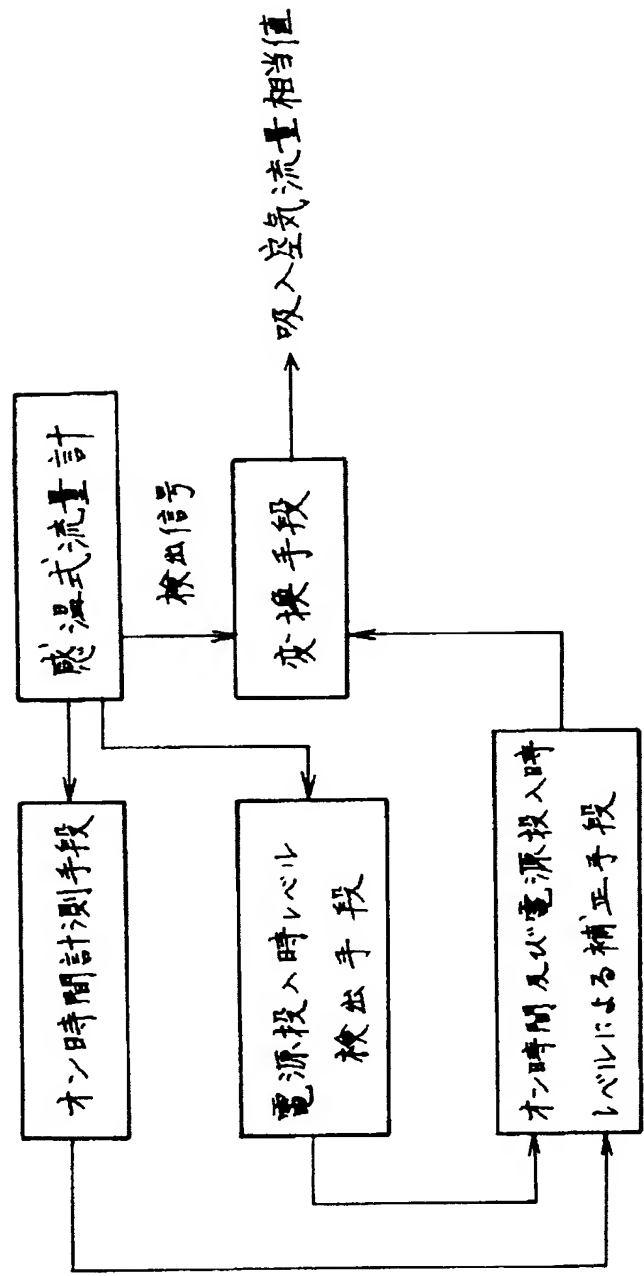 感温式流量計
検出信号
変換手段
吸入空気流量相当値
オン時間計測手段
電源投入時レベル
検出手段
オン時間及び電源投入時
レベルによる補正手段